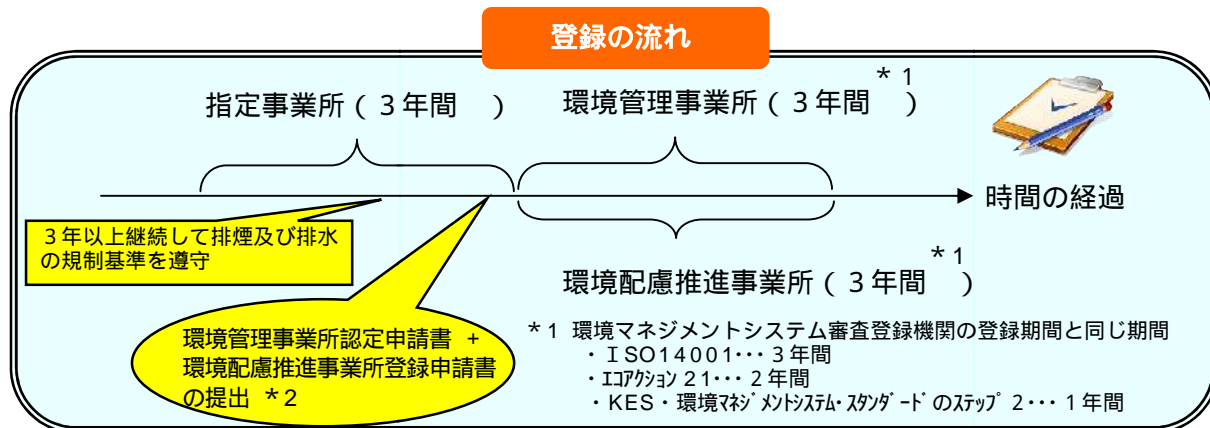 登録の流れ
指定事業所(3年間　)
環境管理事業所(3年間*1)
時間の経過
3年以上継続して排煙及び排水
の規制基準を遵守
環境配慮推進事業所(3年間*1)
環境管理事業所認定申請書 +
環境配慮推進事業所登録申請書
の提出 *2
*1 環境マネジメントシステム審査登録機関の登録期間と同じ期間
・ISO14001･･･3年間
・ｴｺｱｸｼｮﾝ21･･･2年間
・KES・環境ﾏﾈｼﾞﾒﾝﾄｼｽﾃﾑ･ｽﾀﾝﾀﾞｰﾄﾞのｽﾃｯﾌﾟ2･･･1年間